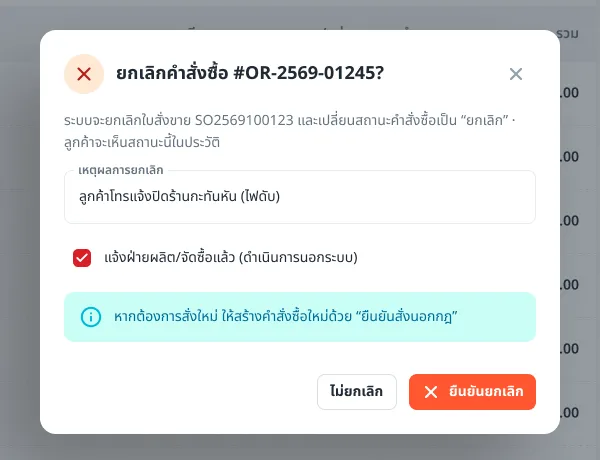 รวม
ยกเลิกคำสั่งซื้อ #OR-2569-01245?
.00
ระบบจะยกเลิกใบสั่งขาย SO2569100123 และเปลี่ยนสถานะคำสั่งซื้อเป็น “ยกเลิก” ·
ลูกค้าจะเห็นสถานะนี้ในประวัติ
.00
เหตุผลการยกเลิก
ลูกค้าโทรแจ้งปิดร้านกะทันหัน (ไฟดับ)
.00
แจ้งฝ่ายผลิต/จัดซื้อแล้ว (ดำเนินการนอกระบบ)
.00
หากต้องการสั่งใหม่ ให้สร้างคำสั่งซื้อใหม่ด้วย “ยืนยันสั่งนอกกฎ”
.00
ไม่ยกเลิก
ยืนยันยกเลิก
.00